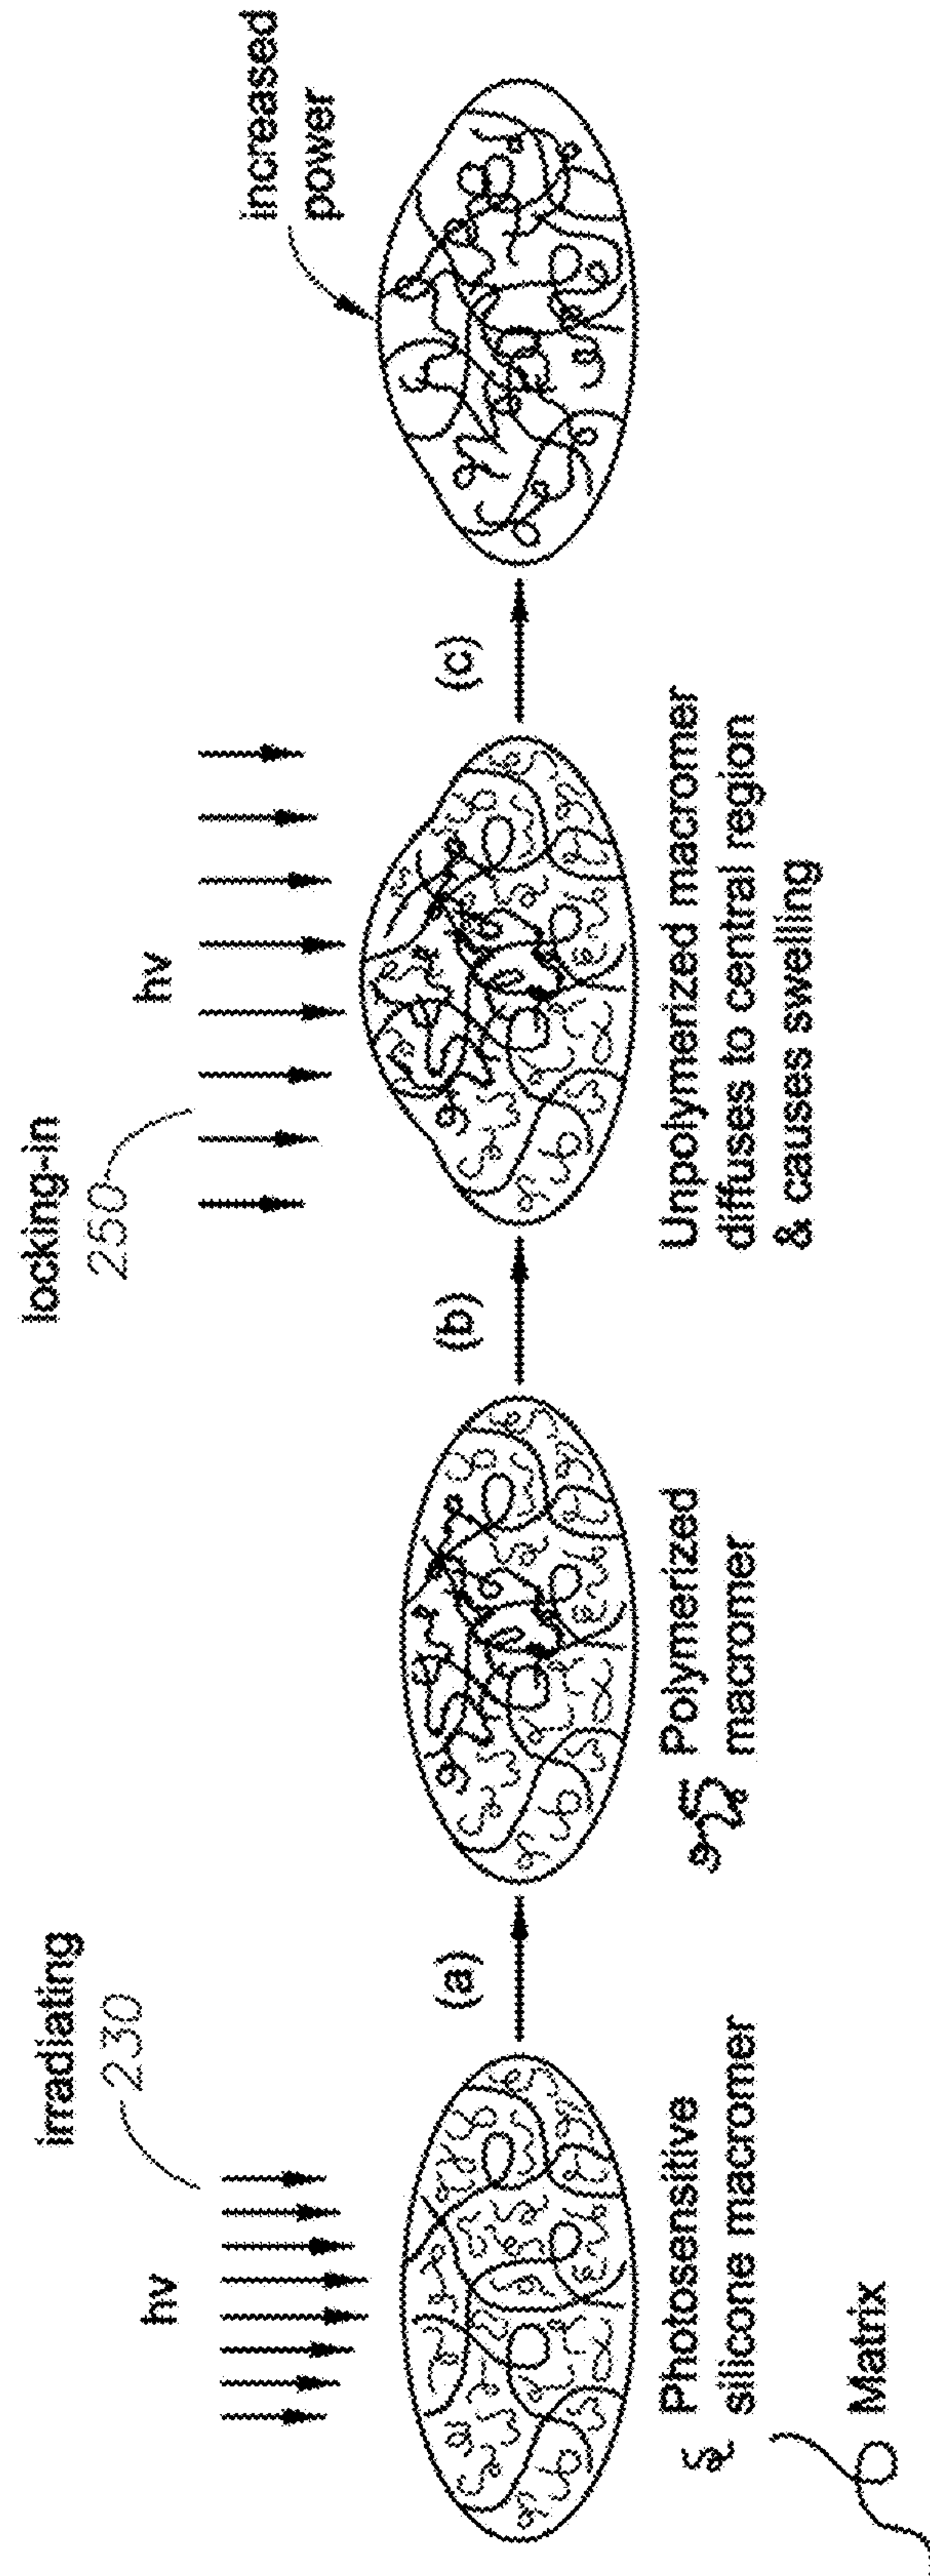 irradiating
230
hv
(a)
Photosensitive
silicone macromer
Matrix
Polymerized
macromer
(b)
locking-in
250
hv
Unpolymerized macromer
diffuses to central region
& causes swelling
(c)
increased
power